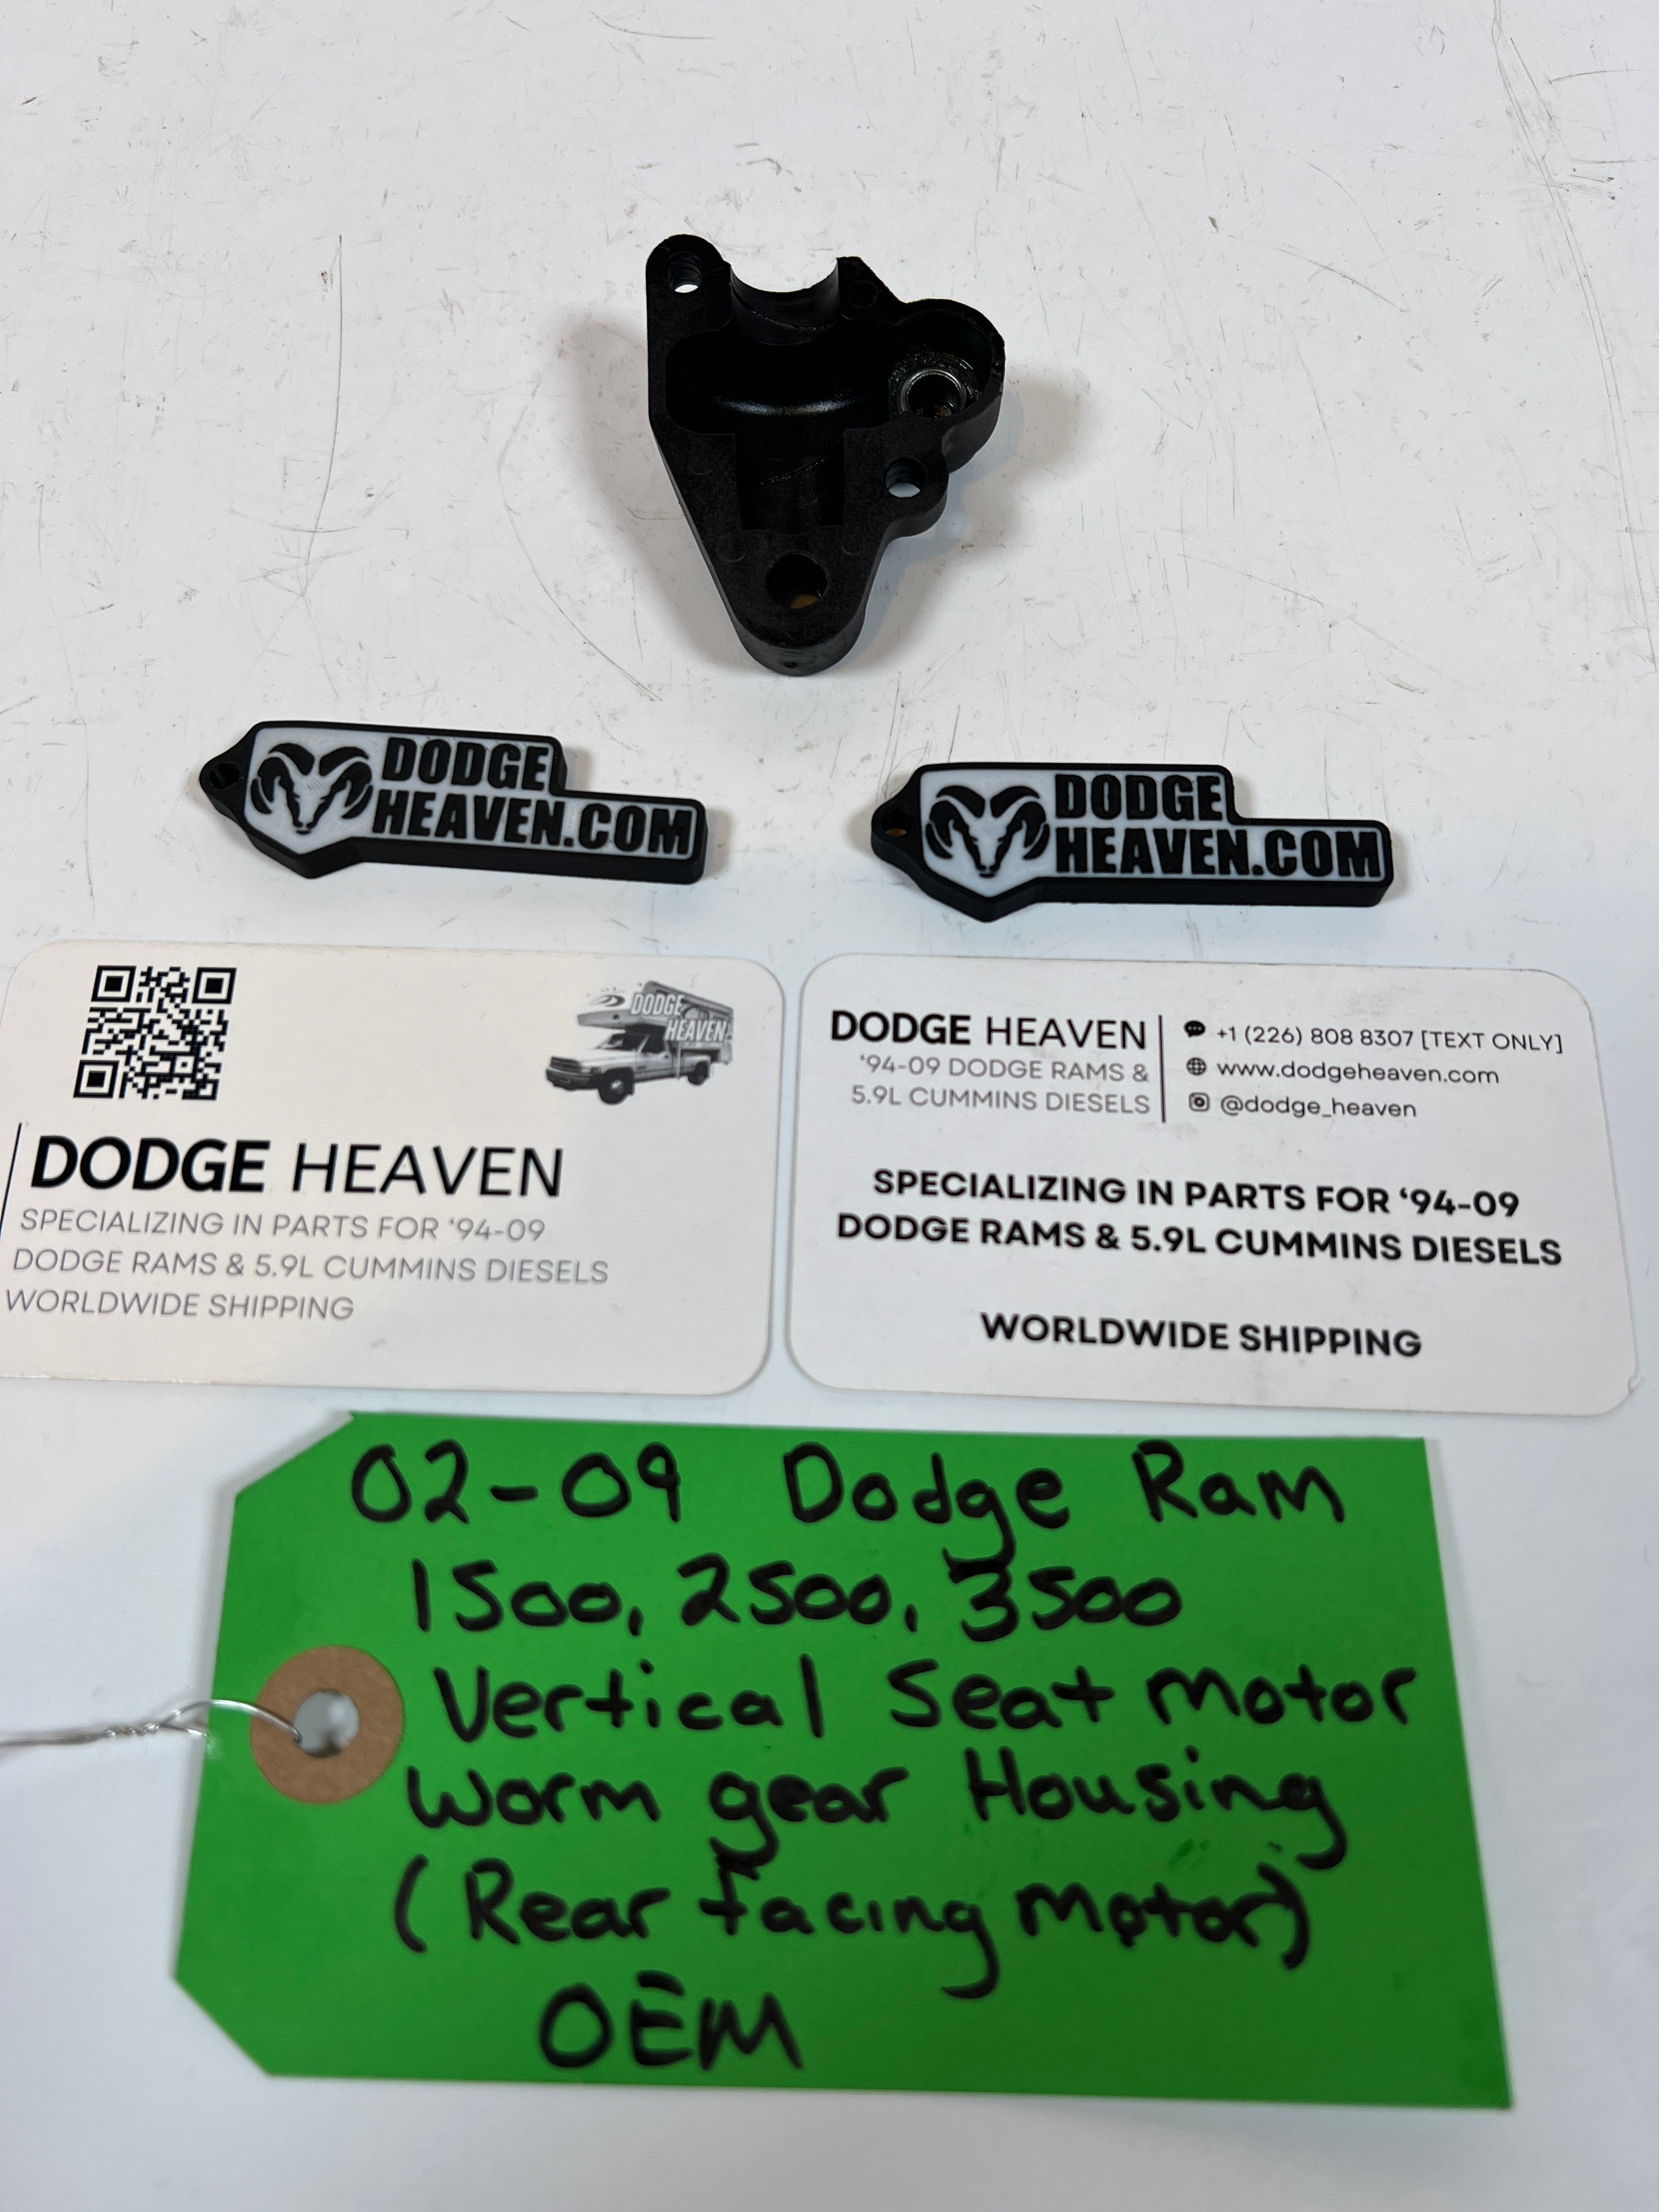 DODGE
HEAVEN.COM
DODGE
HEAVEN.COM
DODGE
HEAVEN
DODGE HEAVEN
SPECIALIZING IN PARTS FOR ‘94-09
DODGE RAMS & 5.9L CUMMINS DIESELS
WORLDWIDE SHIPPING
DODGE HEAVEN
‘94-09 DODGE RAMS &
5.9L CUMMINS DIESELS
+1 (226) 808 8307 [TEXT ONLY]
www.dodgeheaven.com
@dodge_heaven
SPECIALIZING IN PARTS FOR ‘94-09
DODGE RAMS & 5.9L CUMMINS DIESELS
WORLDWIDE SHIPPING
02-09 Dodge Ram
1500, 2500, 3500
Vertical Seat Motor
Worm gear Housing
(Rear facing motor)
OEM